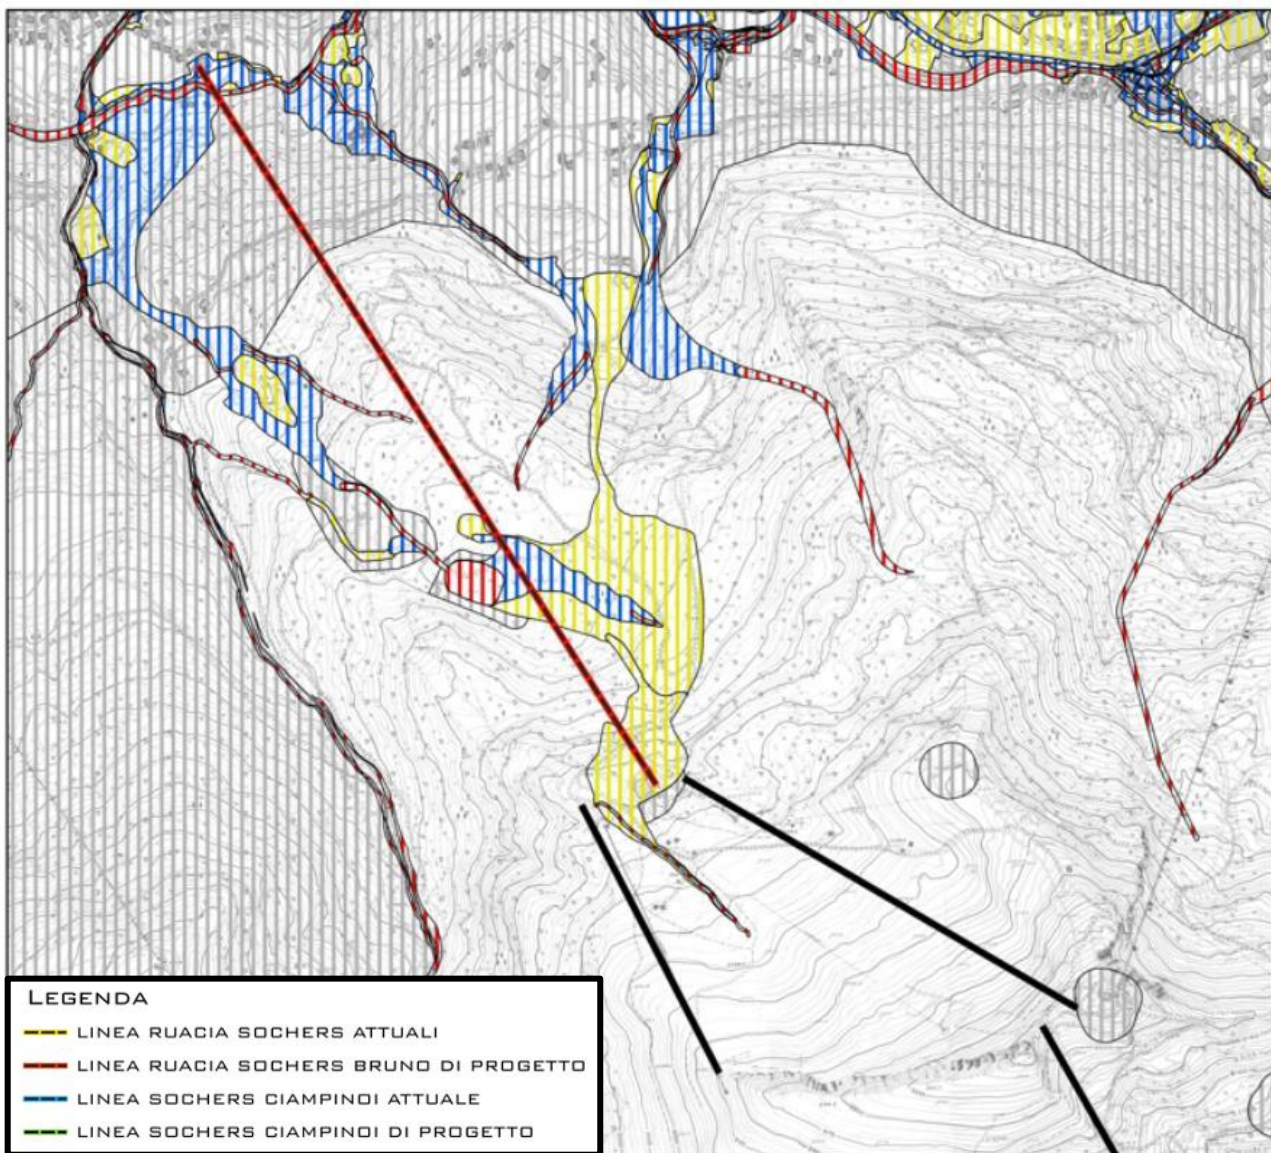 LEGENDA
LINEA RUACIA SOCHERS ATTUALI
LINEA RUACIA SOCHERS BRUNO DI PROGETTO
LINEA SOCHERS CIAMPINOI ATTUALE
LINEA SOCHERS CIAMPINOI DI PROGETTO